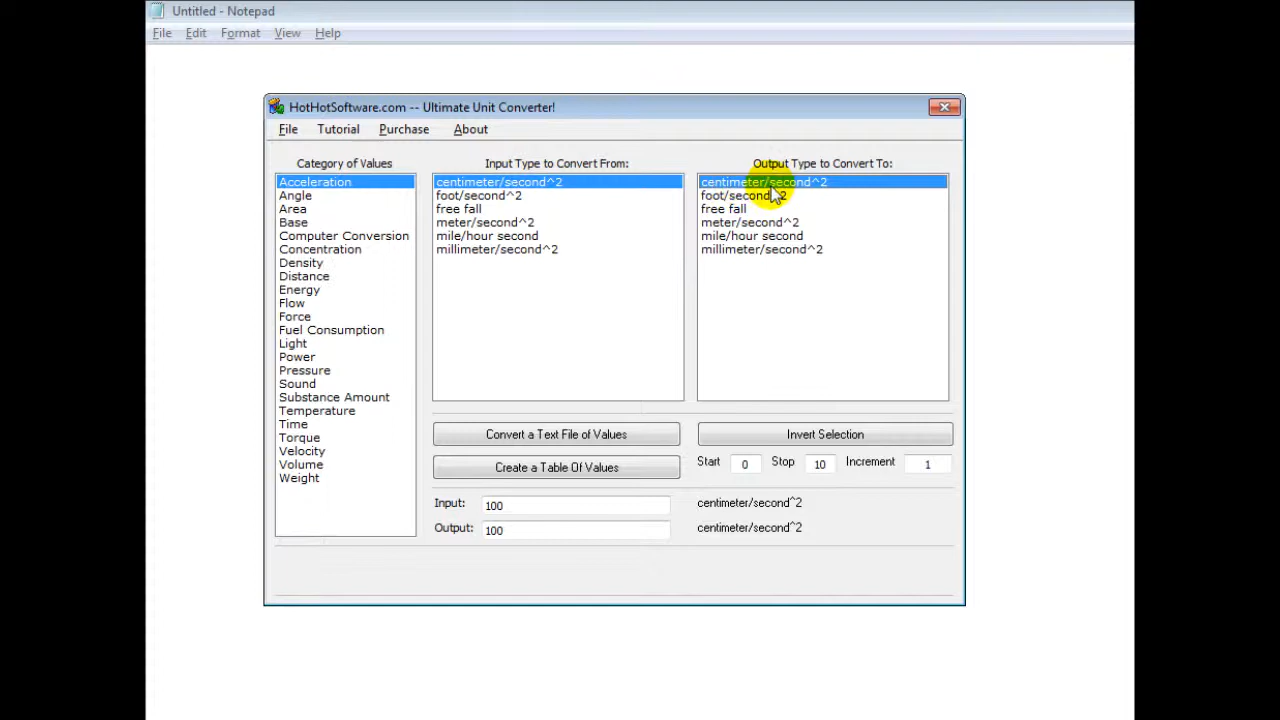 Untitled - Notepad
File Edit Format View Help
HotHotSoftware.com -- Ultimate Unit Converter!
File Tutorial Purchase About
Category of Values
Acceleration
Angle
Area
Base
Computer Conversion
Concentration
Density
Distance
Energy
Flow
Force
Fuel Consumption
Light
Power
Pressure
Sound
Substance Amount
Temperature
Time
Torque
Velocity
Volume
Weight
Input Type to Convert From:
centimeter/second^2
foot/second^2
free fall
meter/second^2
mile/hour second
millimeter/second^2
Output Type to Convert To:
centimeter/second^2
foot/second^2
free fall
meter/second^2
mile/hour second
millimeter/second^2
Convert a Text File of Values
Invert Selection
Create a Table Of Values
Start 0 Stop 10 Increment 1
Input: 100 centimeter/second^2
Output: 100 centimeter/second^2